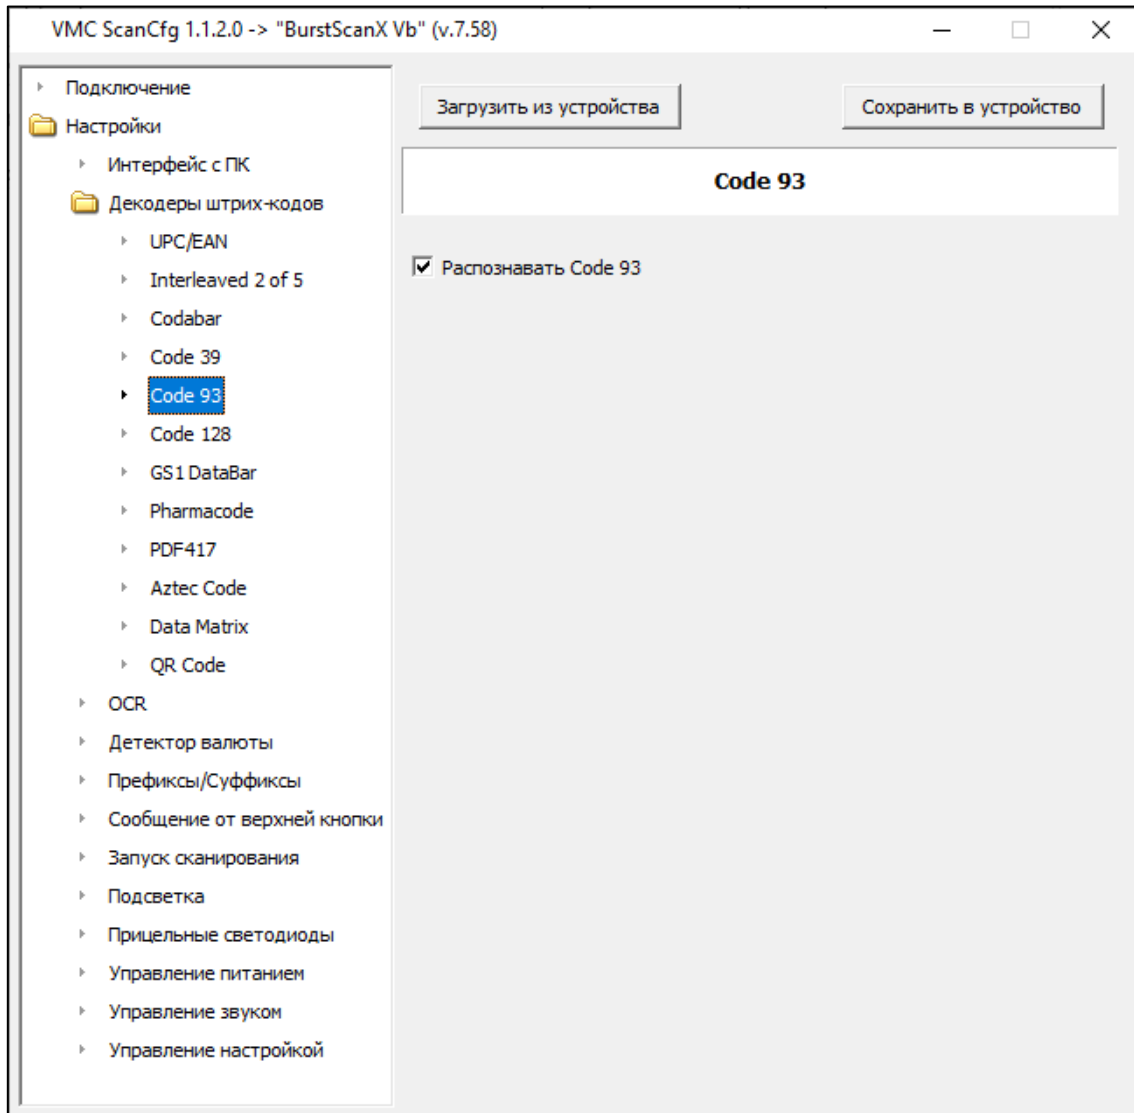 VMC ScanCfg 1.1.2.0 -> "BurstScanX Vb" (v.7.58)
Подключение
Настройки
Интерфейс с ПК
Декодеры штрих-кодов
UPC/EAN
Interleaved 2 of 5
Codabar
Code 39
Code 93
Code 128
GS1 DataBar
Pharmacode
PDF417
Aztec Code
Data Matrix
QR Code
OCR
Детектор валюты
Префиксы/Суффиксы
Сообщение от верхней кнопки
Запуск сканирования
Подсветка
Прицельные светодиоды
Управление питанием
Управление звуком
Управление настройкой
Загрузить из устройства
Сохранить в устройство
Code 93
Распознавать Code 93